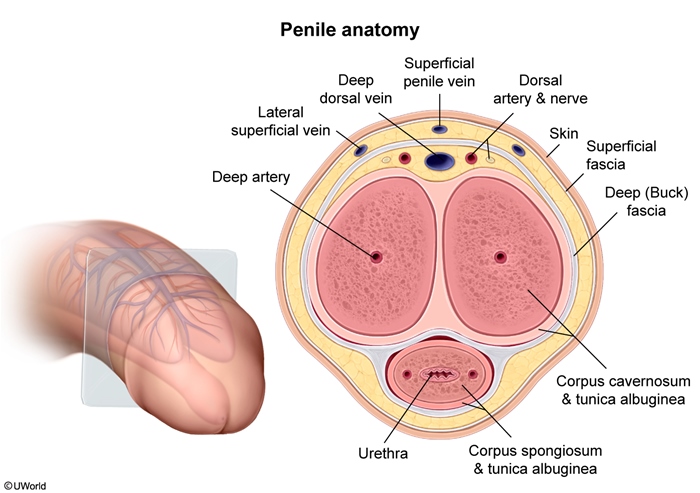 Penile anatomy
Superficial
penile vein
Deep
dorsal vein
Dorsal
artery & nerve
Lateral
superficial vein
Skin
Superficial
fascia
Deep artery
Deep (Buck)
fascia
Corpus cavernosum
& tunica albuginea
Urethra
Corpus spongiosum
& tunica albuginea
©UWorld